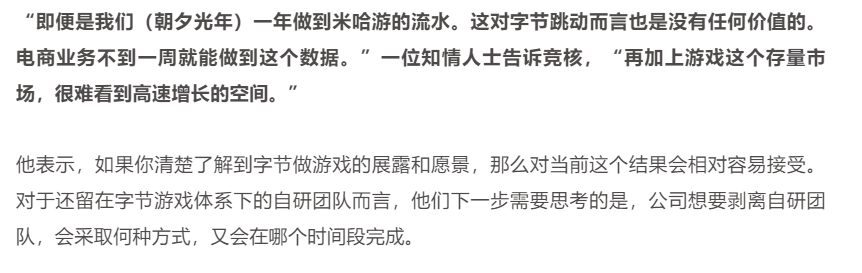 “即便是我们（朝夕光年）一年做到米哈游的流水。这对字节跳动而言也是没有任何价值的。
电商业务不到一周就能做到这个数据。”一位知情人士告诉竞核，“再加上游戏这个存量市
场，很难看到高速增长的空间。”
他表示，如果你清楚了解到字节做游戏的展露和愿景，那么对当前这个结果会相对容易接受。
对于还留在字节游戏体系下的自研团队而言，他们下一步需要思考的是，公司想要剥离自研团
队，会采取何种方式，又会在哪个时间段完成。